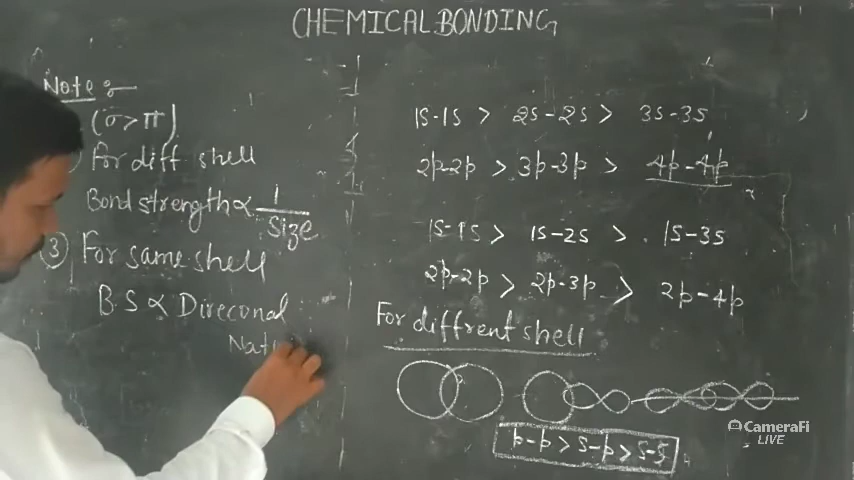 CHEMICAL BONDING
Note :-
(σ > π)
) For diff shell
Bond strength ∝ 1/Size
(3) For same shell
B.S ∝ Direconal
Natu
1s-1s > 2s-2s > 3s-3s
2p-2p > 3p-3p > 4p-4p
1s-1s > 1s-2s > 1s-3s
2p-2p > 2p-3p > 2p-4p
For diffrent shell
p-p > s-p > s-s
CameraFi
LIVE